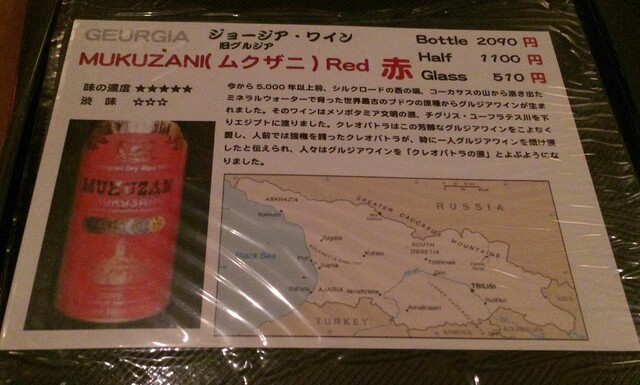 GEURGIA ジョージア・ワイン
旧グルジア
MUKUZANI(ムクザニ) Red 赤
Bottle 2090 円
Half 1100 円
Glass 510 円
味の濃度 ★★★★★
渋 味 ☆☆☆
今から 5,000 年以上前、シルクロードの西の端、コーカサスの山から湧き出た
ミネラルウォーターで育った世界最古のブドウの原種からグルジアワインが生ま
れました。そのワインはメソポタミア文明の源、チグリス・ユーフラテス川を下
りエジプトに渡りました。クレオパトラはこの芳醇なグルジアワインをこよなく
愛し、人前では強権を誇ったクレオパトラが、時に一人グルジアワインを傾け涙
したと伝えられ、人々はグルジアワインを「クレオパトラの涙」とよぶようにな
りました。
MUKUZAN
RUSSIA
ABKHAZIA
GREATER CAUCASUS MOUNTAINS
SOUTH
OSSETIA
Black Sea
AJARIA
TBILISI
TURKEY
ARMENIA
AZERBAIJAN